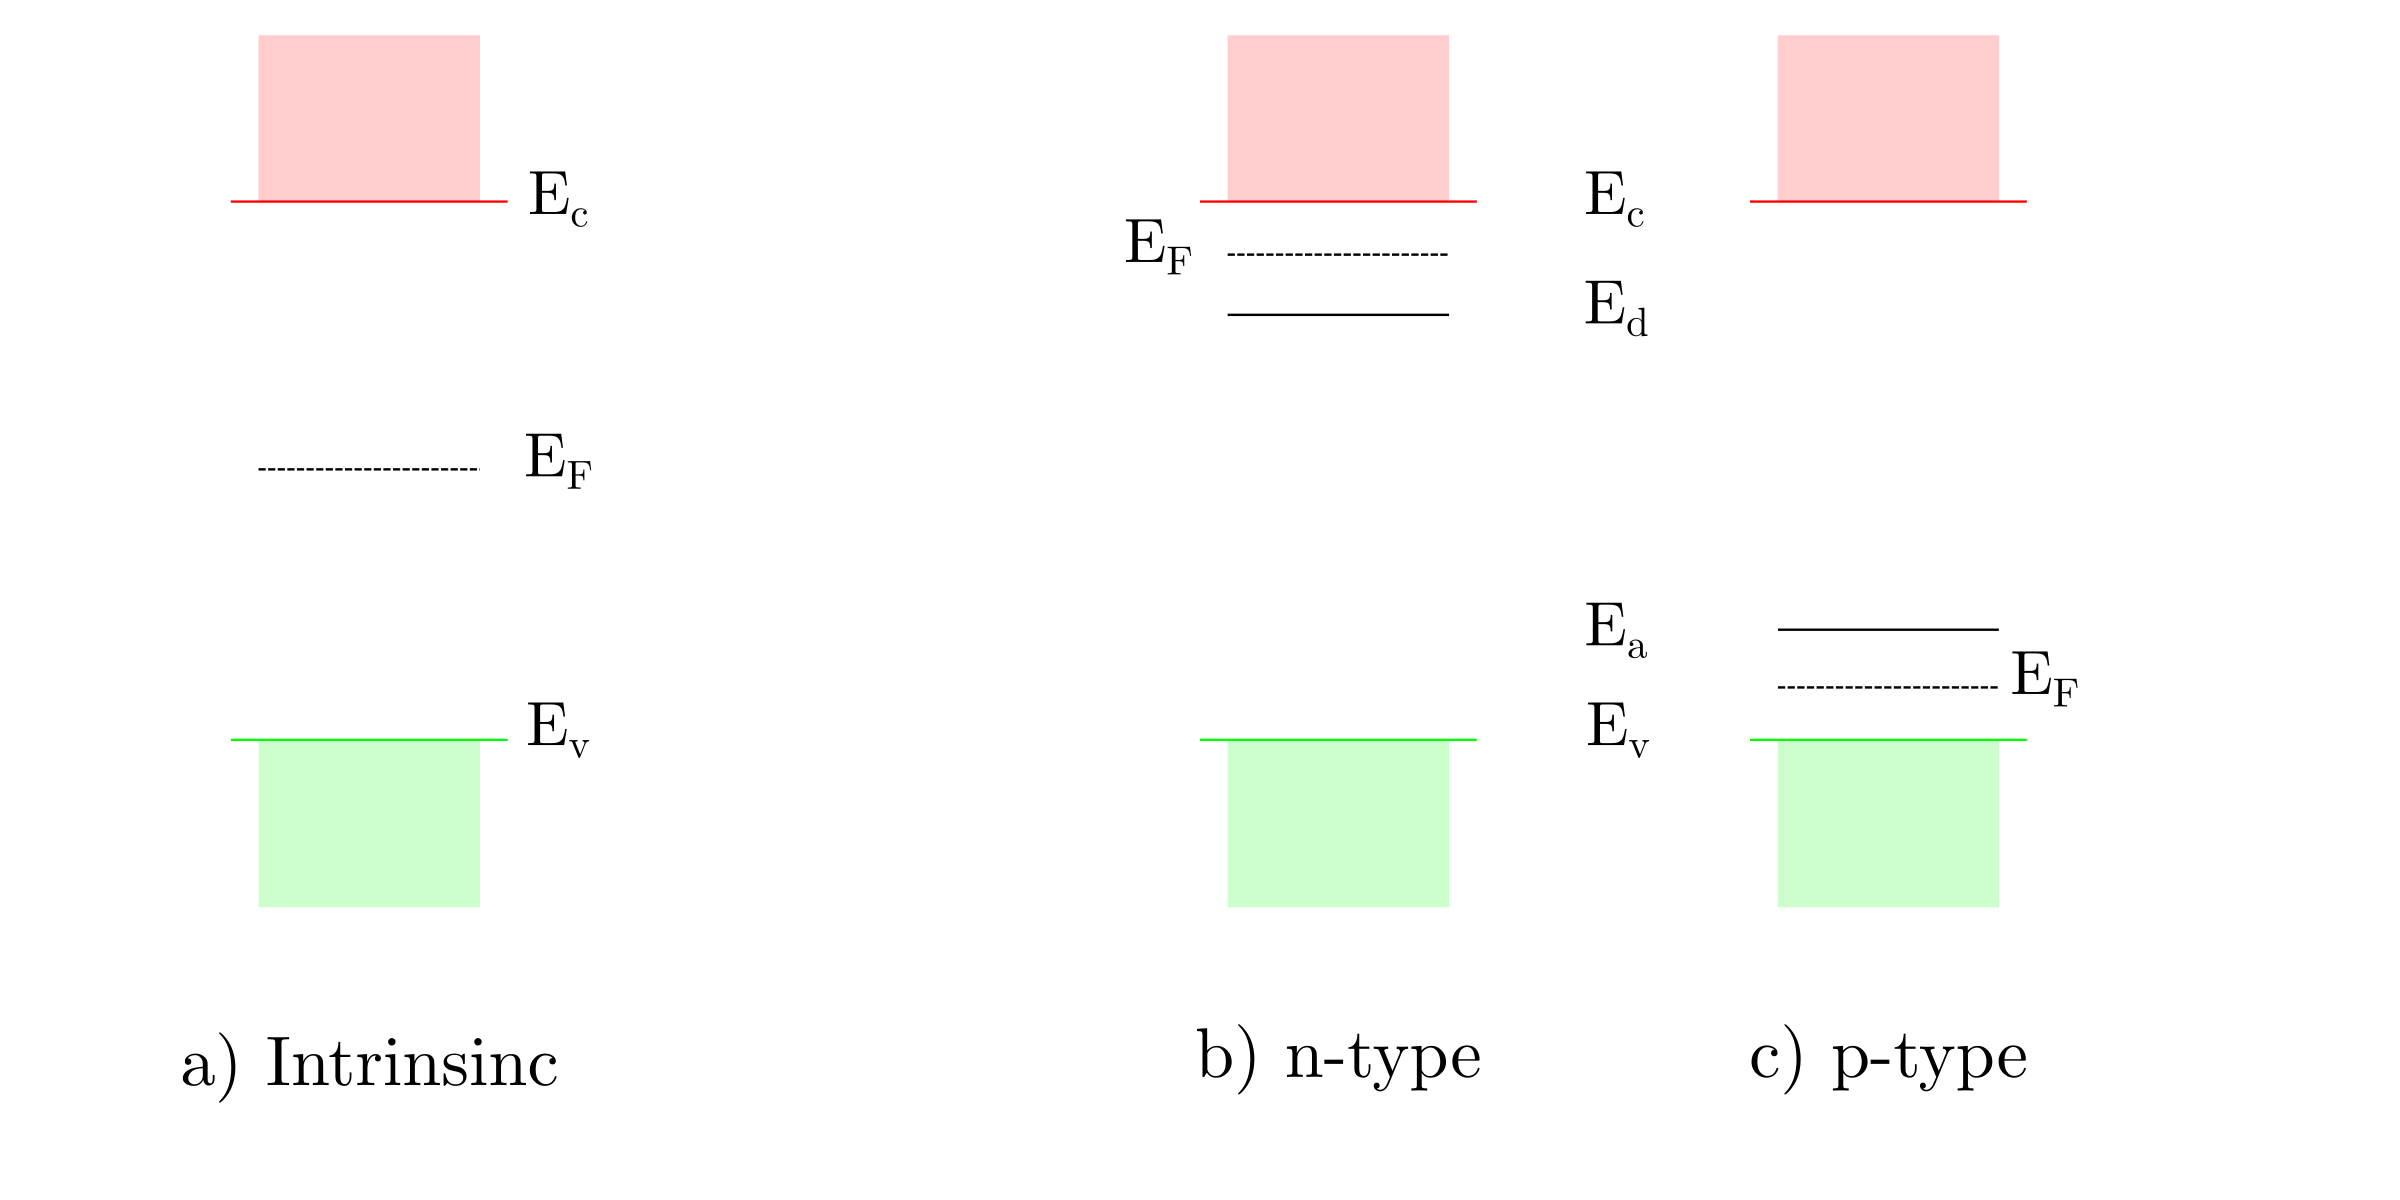 E_c
E_F
E_v
a) Intrinsinc
E_F
E_c
E_d
E_a
E_v
E_F
b) n-type
c) p-type